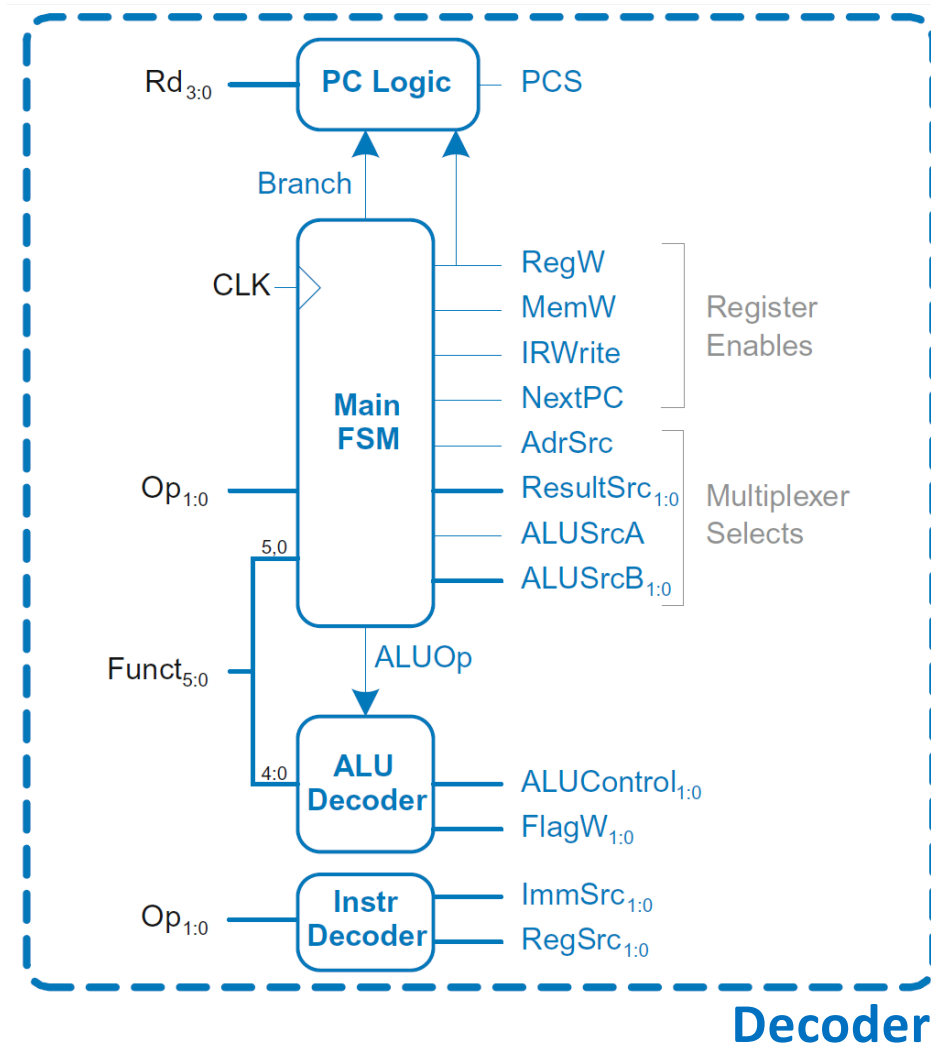 Rd3:0
PC Logic
PCS
Branch
CLK
RegW
MemW
IRWrite
NextPC
Register
Enables
Main
FSM
AdrSrc
Op1:0
ResultSrc1:0
ALUSrcA
ALUSrcB1:0
Multiplexer
Selects
5,0
Funct5:0
ALUOp
4:0
ALU
Decoder
ALUControl1:0
FlagW1:0
Op1:0
Instr
Decoder
ImmSrc1:0
RegSrc1:0
Decoder